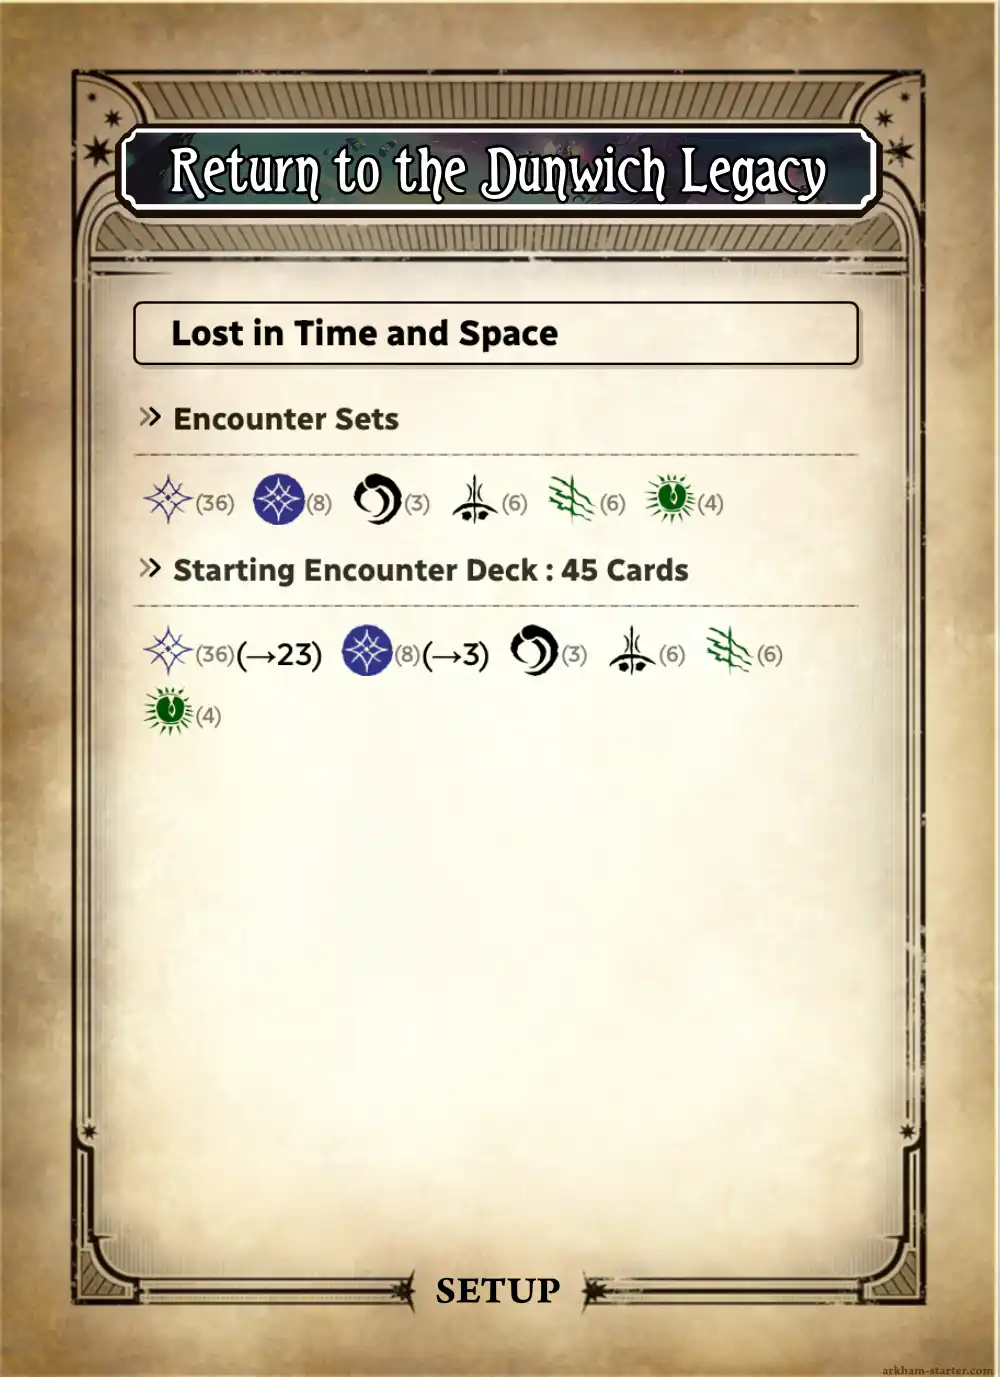 Return to the Dunwich Legacy
Lost in Time and Space
» Encounter Sets
(36) (8) (3) (6) (6) (4)
» Starting Encounter Deck : 45 Cards
(36)(→23) (8)(→3) (3) (6) (6)
(4)
SETUP
arkham-starter.com